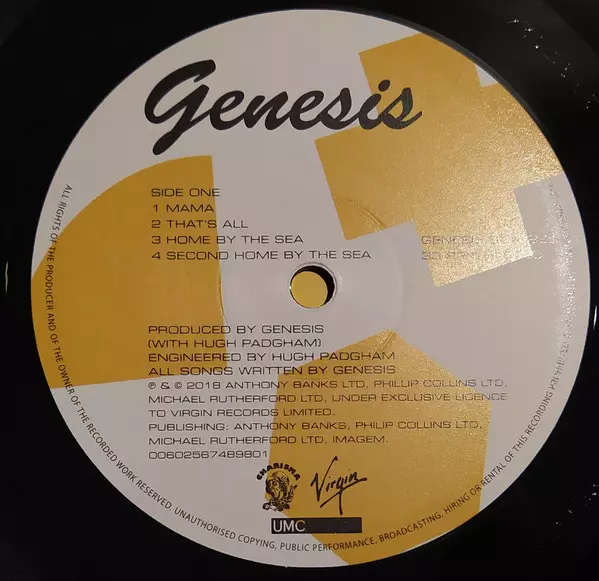 Genesis
SIDE ONE
1 MAMA
2 THAT'S ALL
3 HOME BY THE SEA
4 SECOND HOME BY THE SEA
GENESIS
PRODUCED BY GENESIS
(WITH HUGH PADGHAM)
ENGINEERED BY HUGH PADGHAM
ALL SONGS WRITTEN BY GENESIS
℗ & © 2018 ANTHONY BANKS LTD, PHILLIP COLLINS LTD,
MICHAEL RUTHERFORD LTD, UNDER EXCLUSIVE LICENCE
TO VIRGIN RECORDS LIMITED.
PUBLISHING: ANTHONY BANKS, PHILIP COLLINS LTD,
MICHAEL RUTHERFORD LTD, IMAGEM.
00602567489801
CHARISMA
Virgin
UMC
ALL RIGHTS OF THE PRODUCER AND OF THE OWNER OF THE RECORDED WORK RESERVED. UNAUTHORISED COPYING, PUBLIC PERFORMANCE, BROADCASTING, HIRING OR RENTAL OF THIS RECORDING